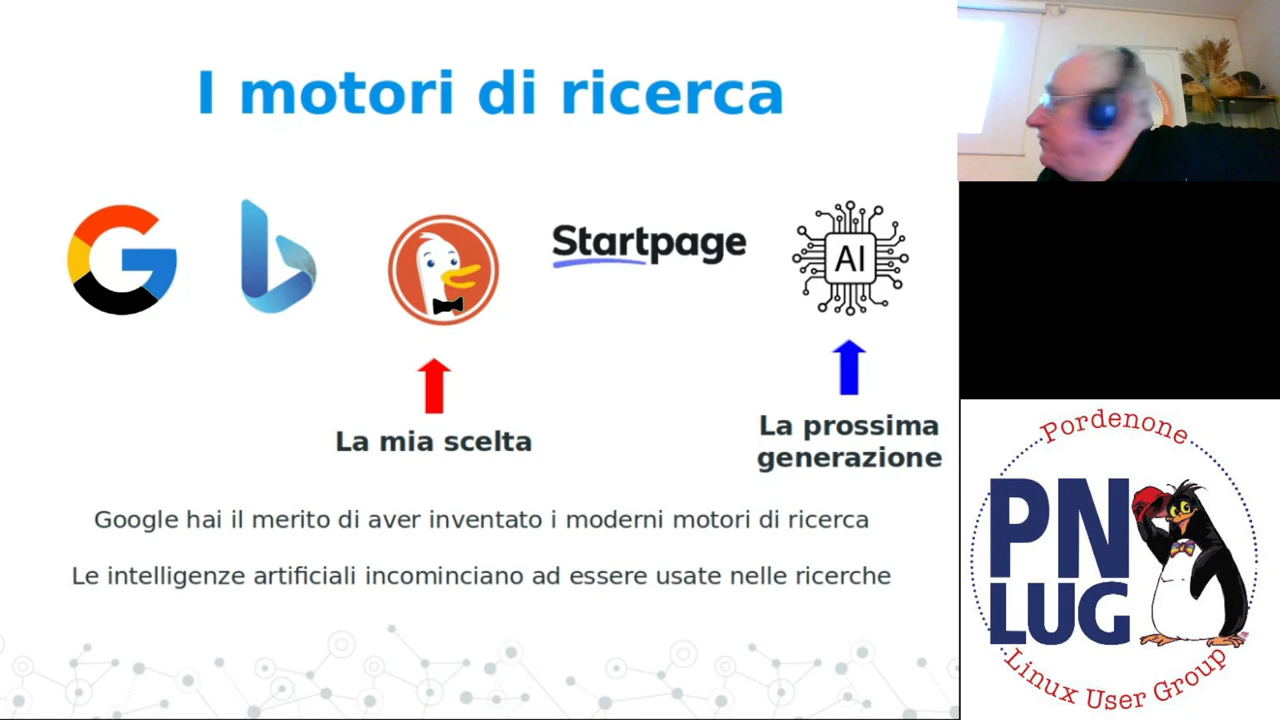 I motori di ricerca
Startpage
AI
La mia scelta
La prossima
generazione
Google hai il merito di aver inventato i moderni motori di ricerca
Le intelligenze artificiali incominciano ad essere usate nelle ricerche
Pordenone
PN
LUG
Linux User Group